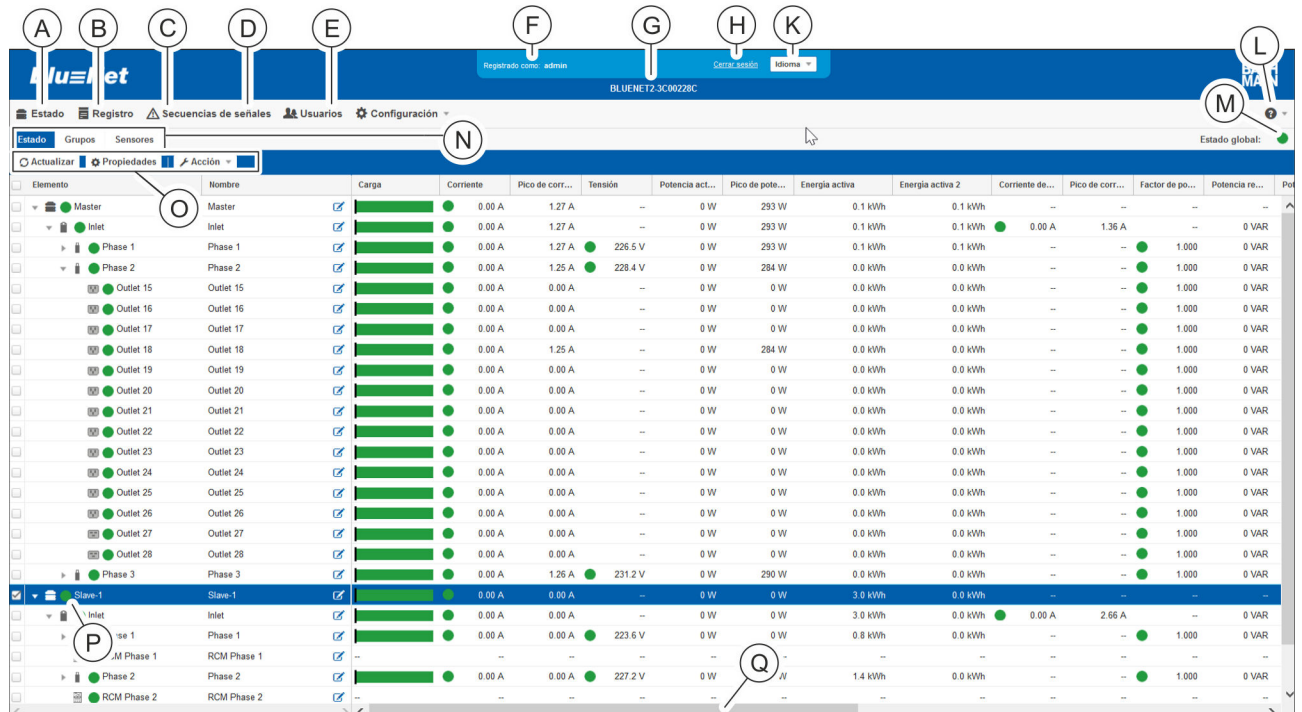 A B C D E F G H K L
Registrado como: admin Cerrar sesión Idioma
BLUENET2-3C00228C
M
Estado Registro Secuencias de señales Usuarios Configuración ?
Estado Grupos Sensores N Estado global:
Actualizar Propiedades Acción
O
Elemento Nombre Carga Corriente Pico de corr... Tensión Potencia act... Pico de pote... Energía activa Energía activa 2 Corriente de... Pico de corr... Factor de po... Potencia re... Pot
Master Master 0.00 A 1.27 A -- 0 W 293 W 0.1 kWh 0.1 kWh -- -- -- --
Inlet Inlet 0.00 A 1.27 A -- 0 W 293 W 0.1 kWh 0.1 kWh 0.00 A 1.36 A -- 0 VAR
Phase 1 Phase 1 0.00 A 1.27 A 226.5 V 0 W 293 W 0.1 kWh 0.1 kWh -- -- 1.000 0 VAR
Phase 2 Phase 2 0.00 A 1.25 A 228.4 V 0 W 284 W 0.0 kWh 0.0 kWh -- -- 1.000 0 VAR
Outlet 15 Outlet 15 0.00 A 0.00 A -- 0 W 0 W 0.0 kWh 0.0 kWh -- -- 1.000 0 VAR
Outlet 16 Outlet 16 0.00 A 0.00 A -- 0 W 0 W 0.0 kWh 0.0 kWh -- -- 1.000 0 VAR
Outlet 17 Outlet 17 0.00 A 0.00 A -- 0 W 0 W 0.0 kWh 0.0 kWh -- -- 1.000 0 VAR
Outlet 18 Outlet 18 0.00 A 1.25 A -- 0 W 284 W 0.0 kWh 0.0 kWh -- -- 1.000 0 VAR
Outlet 19 Outlet 19 0.00 A 0.00 A -- 0 W 0 W 0.0 kWh 0.0 kWh -- -- 1.000 0 VAR
Outlet 20 Outlet 20 0.00 A 0.00 A -- 0 W 0 W 0.0 kWh 0.0 kWh -- -- 1.000 0 VAR
Outlet 21 Outlet 21 0.00 A 0.00 A -- 0 W 0 W 0.0 kWh 0.0 kWh -- -- 1.000 0 VAR
Outlet 22 Outlet 22 0.00 A 0.00 A -- 0 W 0 W 0.0 kWh 0.0 kWh -- -- 1.000 0 VAR
Outlet 23 Outlet 23 0.00 A 0.00 A -- 0 W 0 W 0.0 kWh 0.0 kWh -- -- 1.000 0 VAR
Outlet 24 Outlet 24 0.00 A 0.00 A -- 0 W 0 W 0.0 kWh 0.0 kWh -- -- 1.000 0 VAR
Outlet 25 Outlet 25 0.00 A 0.00 A -- 0 W 0 W 0.0 kWh 0.0 kWh -- -- 1.000 0 VAR
Outlet 26 Outlet 26 0.00 A 0.00 A -- 0 W 0 W 0.0 kWh 0.0 kWh -- -- 1.000 0 VAR
Outlet 27 Outlet 27 0.00 A 0.00 A -- 0 W 0 W 0.0 kWh 0.0 kWh -- -- 1.000 0 VAR
Outlet 28 Outlet 28 0.00 A 0.00 A -- 0 W 0 W 0.0 kWh 0.0 kWh -- -- 1.000 0 VAR
Phase 3 Phase 3 0.00 A 1.26 A 231.2 V 0 W 290 W 0.0 kWh 0.0 kWh -- -- 1.000 0 VAR
Slave-1 Slave-1 0.00 A 0.00 A -- 0 W 0 W 3.0 kWh 0.0 kWh -- -- -- --
Inlet Inlet 0.00 A 0.00 A -- 0 W 0 W 3.0 kWh 0.0 kWh 0.00 A 2.66 A -- 0 VAR
Phase 1 0.00 A 0.00 A 223.6 V 0 W 0 W 0.8 kWh 0.0 kWh -- -- 1.000 0 VAR
P
Phase 1 RCM Phase 1 -- -- -- -- -- -- -- -- -- -- -- --
Q
Phase 2 Phase 2 0.00 A 0.00 A 227.2 V 0 W 1.4 kWh 0.0 kWh -- -- 1.000 0 VAR
RCM Phase 2 RCM Phase 2 -- -- -- -- -- -- -- -- -- -- -- --